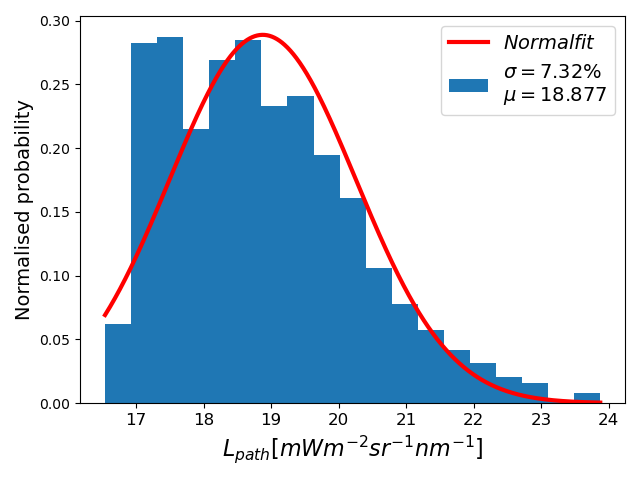 0.30
0.25
0.20
0.15
0.10
0.05
0.00
Normalised probability
Normalfit
σ = 7.32%
μ = 18.877
17 18 19 20 21 22 23 24
L_path[mWm⁻²sr⁻¹nm⁻¹]